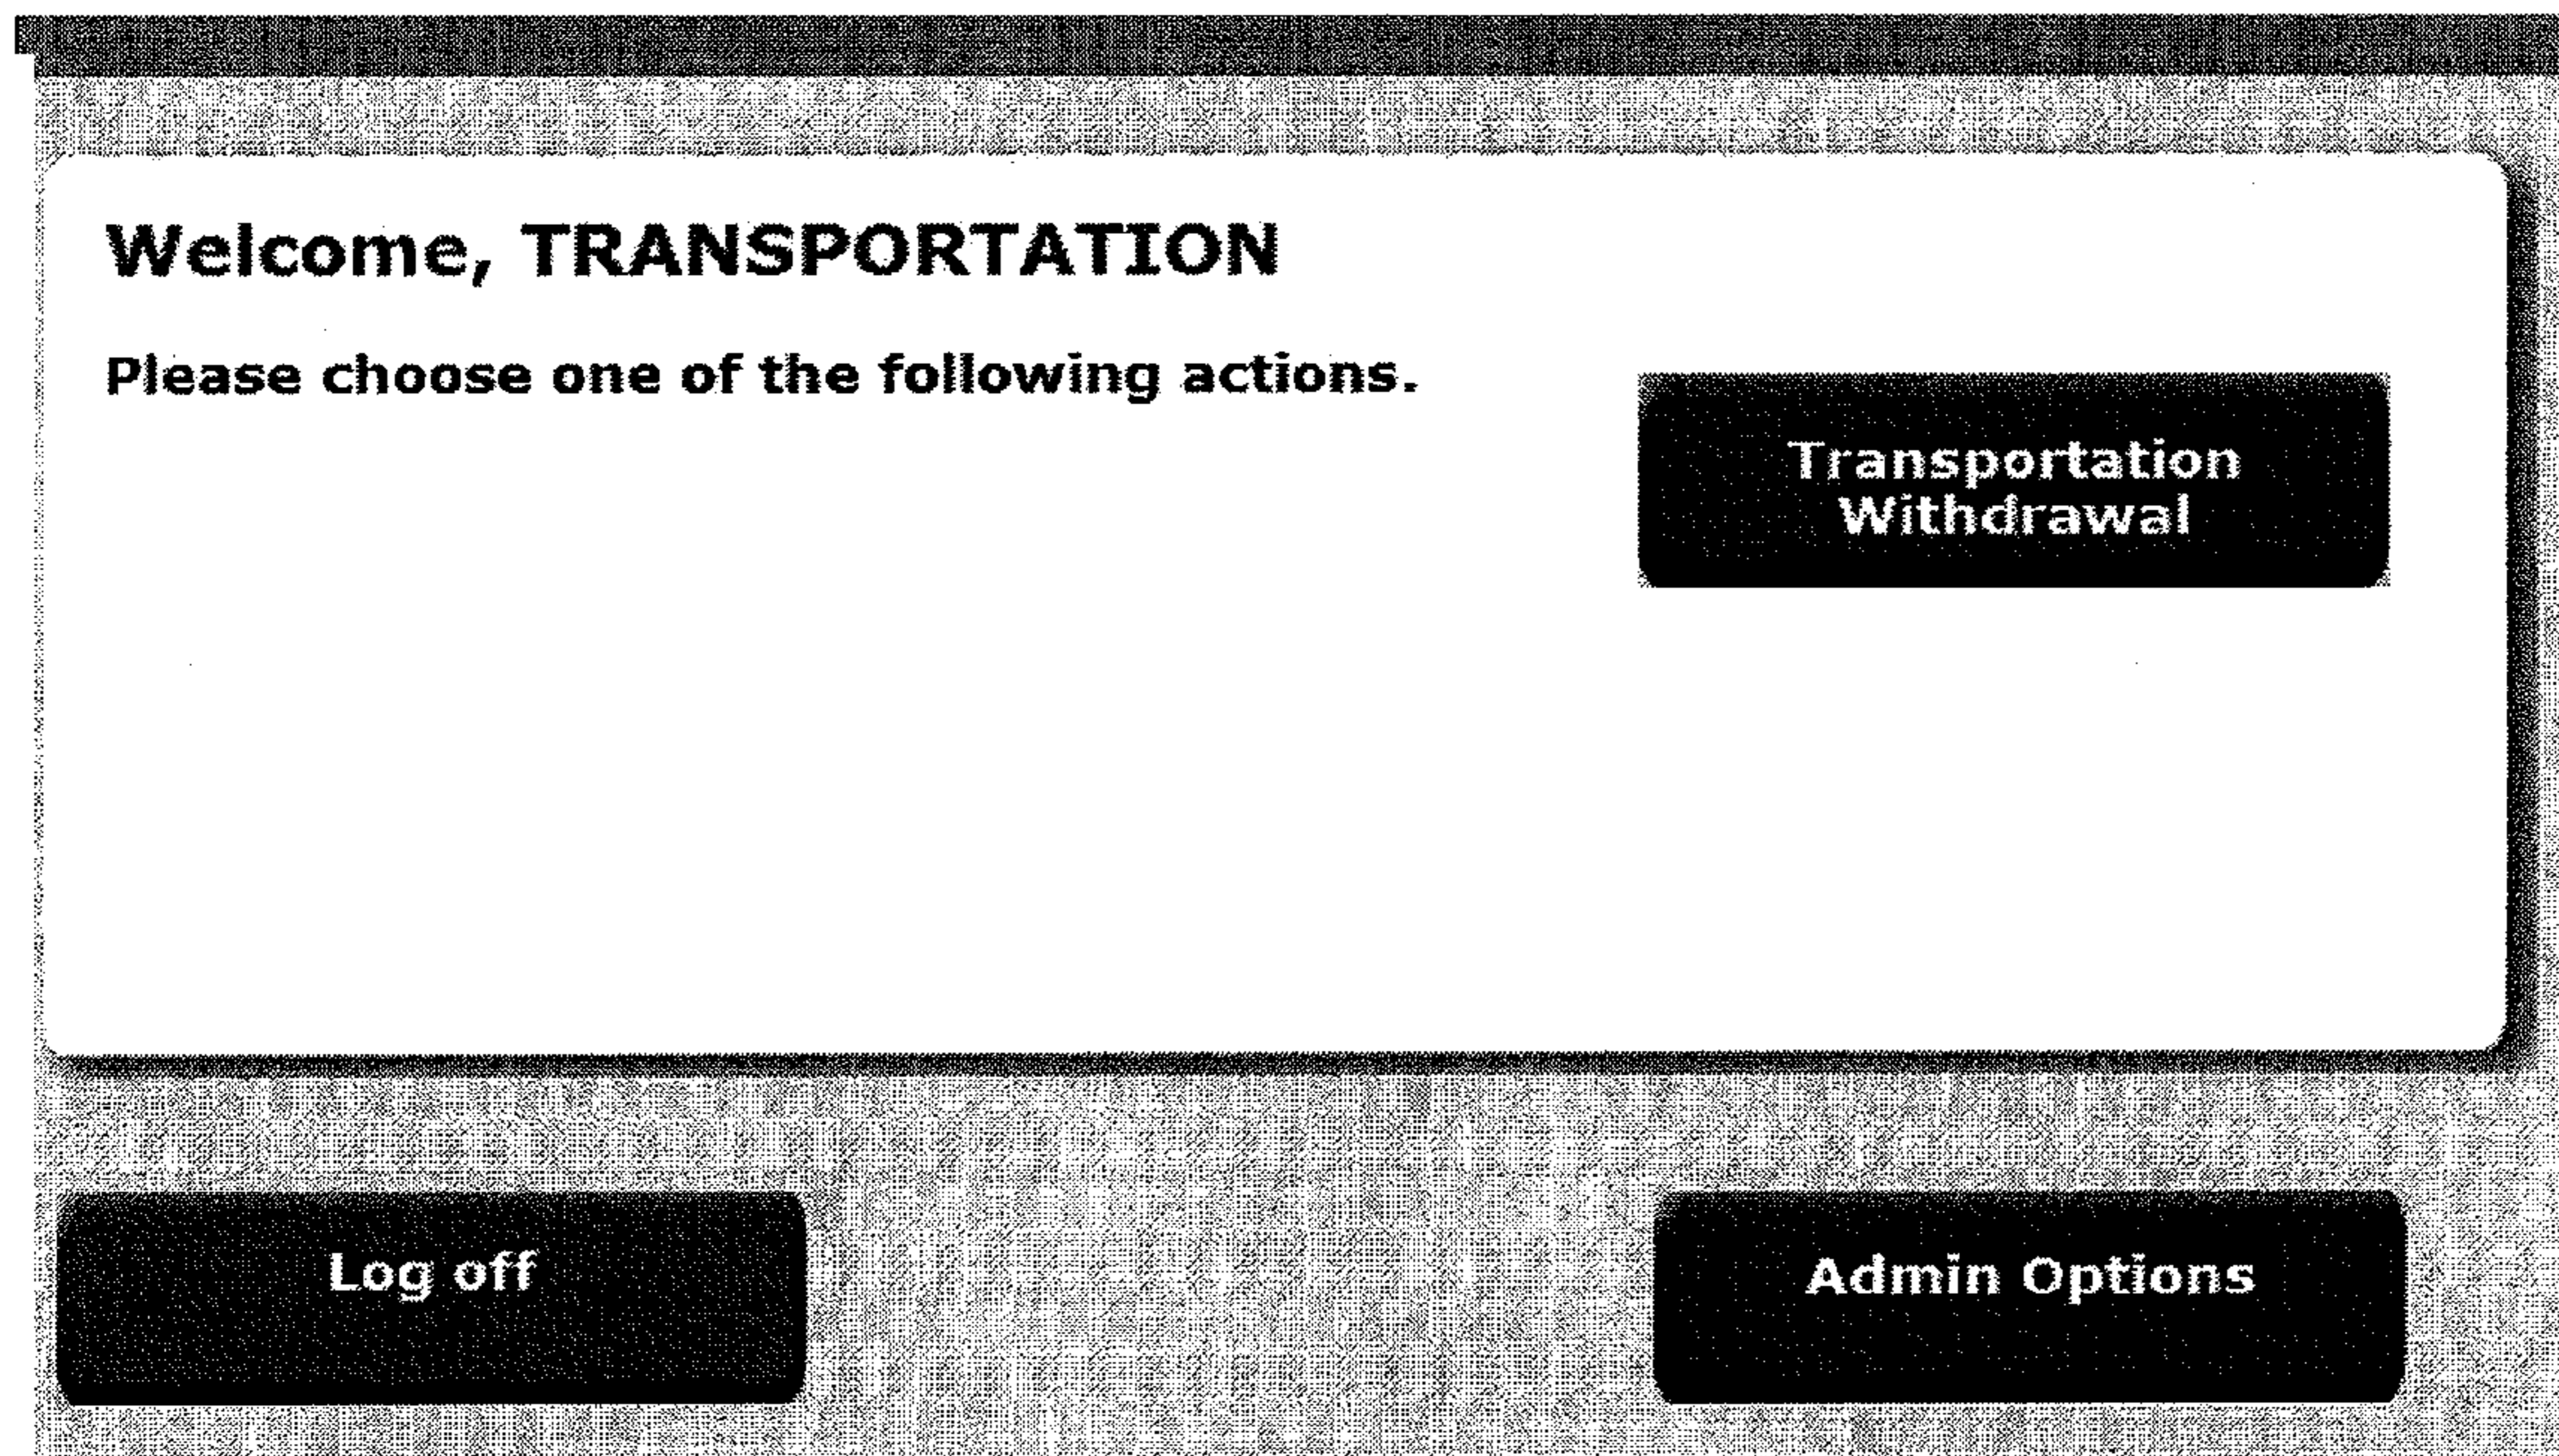 Welcome, TRANSPORTATION
Please choose one of the following actions.
Transportation
Withdrawal
Log off
Admin Options